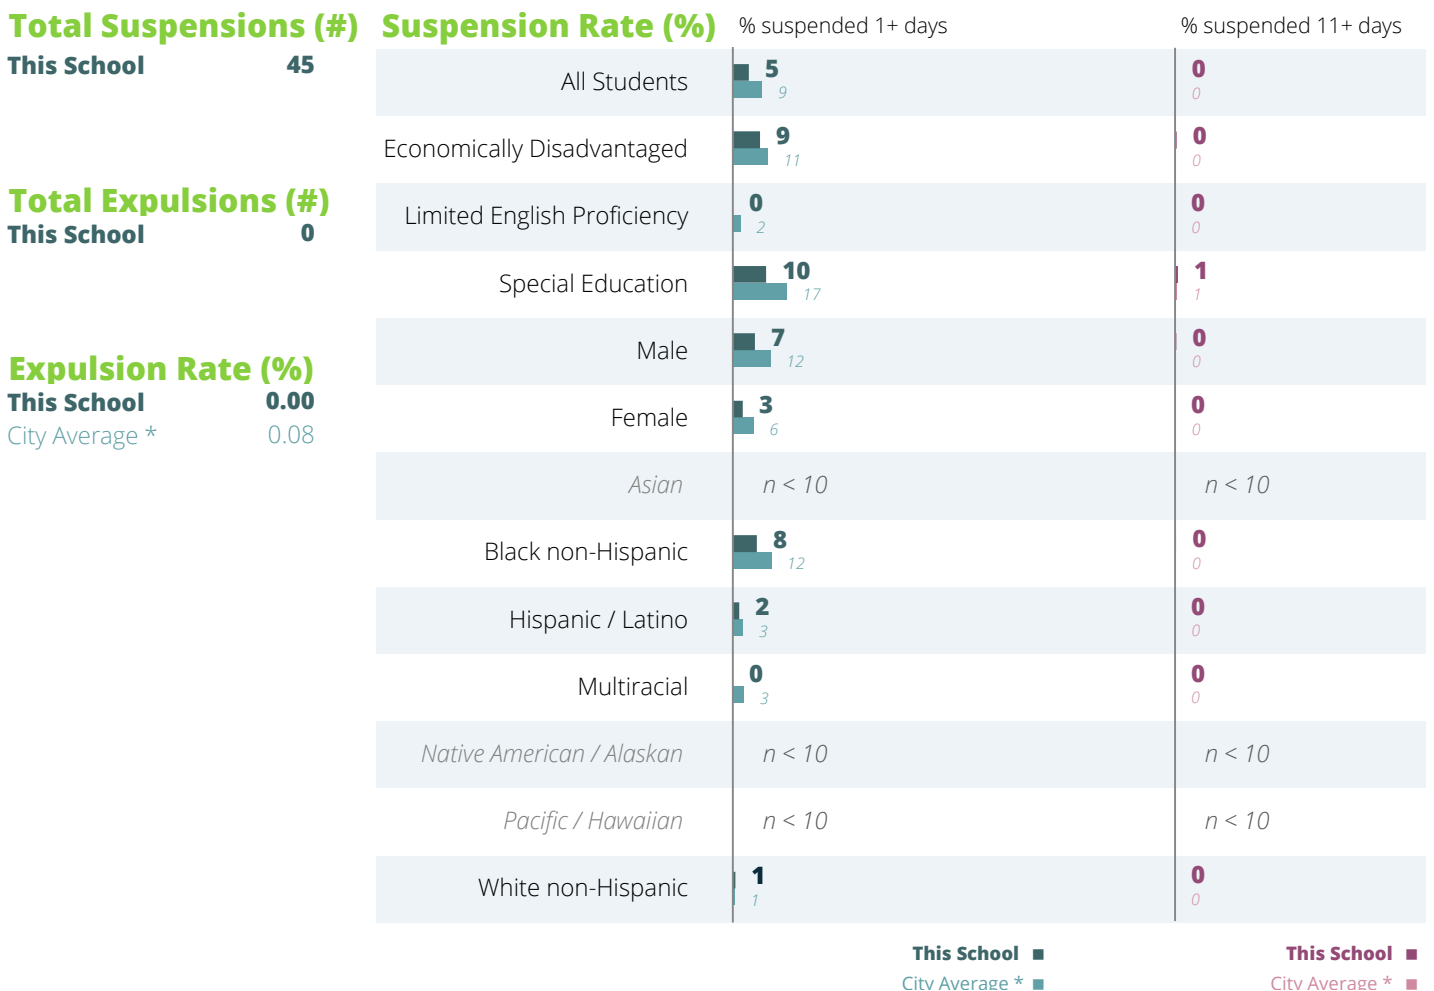 Total Suspensions (#)
This School 45
Total Expulsions (#)
This School 0
Expulsion Rate (%)
This School 0.00
City Average * 0.08
Suspension Rate (%) % suspended 1+ days % suspended 11+ days
All Students 5 0
9 0
Economically Disadvantaged 9 0
11 0
Limited English Proficiency 0 0
2 0
Special Education 10 1
17 1
Male 7 0
12 0
Female 3 0
6 0
Asian n < 10 n < 10
Black non-Hispanic 8 0
12 0
Hispanic / Latino 2 0
3 0
Multiracial 0 0
3 0
Native American / Alaskan n < 10 n < 10
Pacific / Hawaiian n < 10 n < 10
White non-Hispanic 1 0
1 0
This School This School
City Average * City Average *